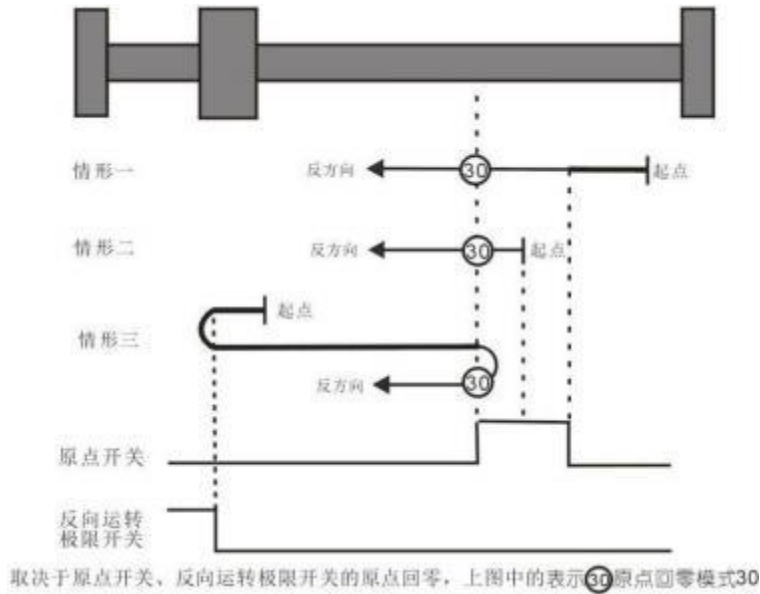 情形一
反方向
30
起点
情形二
反方向
30
起点
起点
情形三
反方向
30
原点开关
反向运转
极限开关
取决于原点开关、反向运转极限开关的原点回零，上图中的表示30原点回零模式30